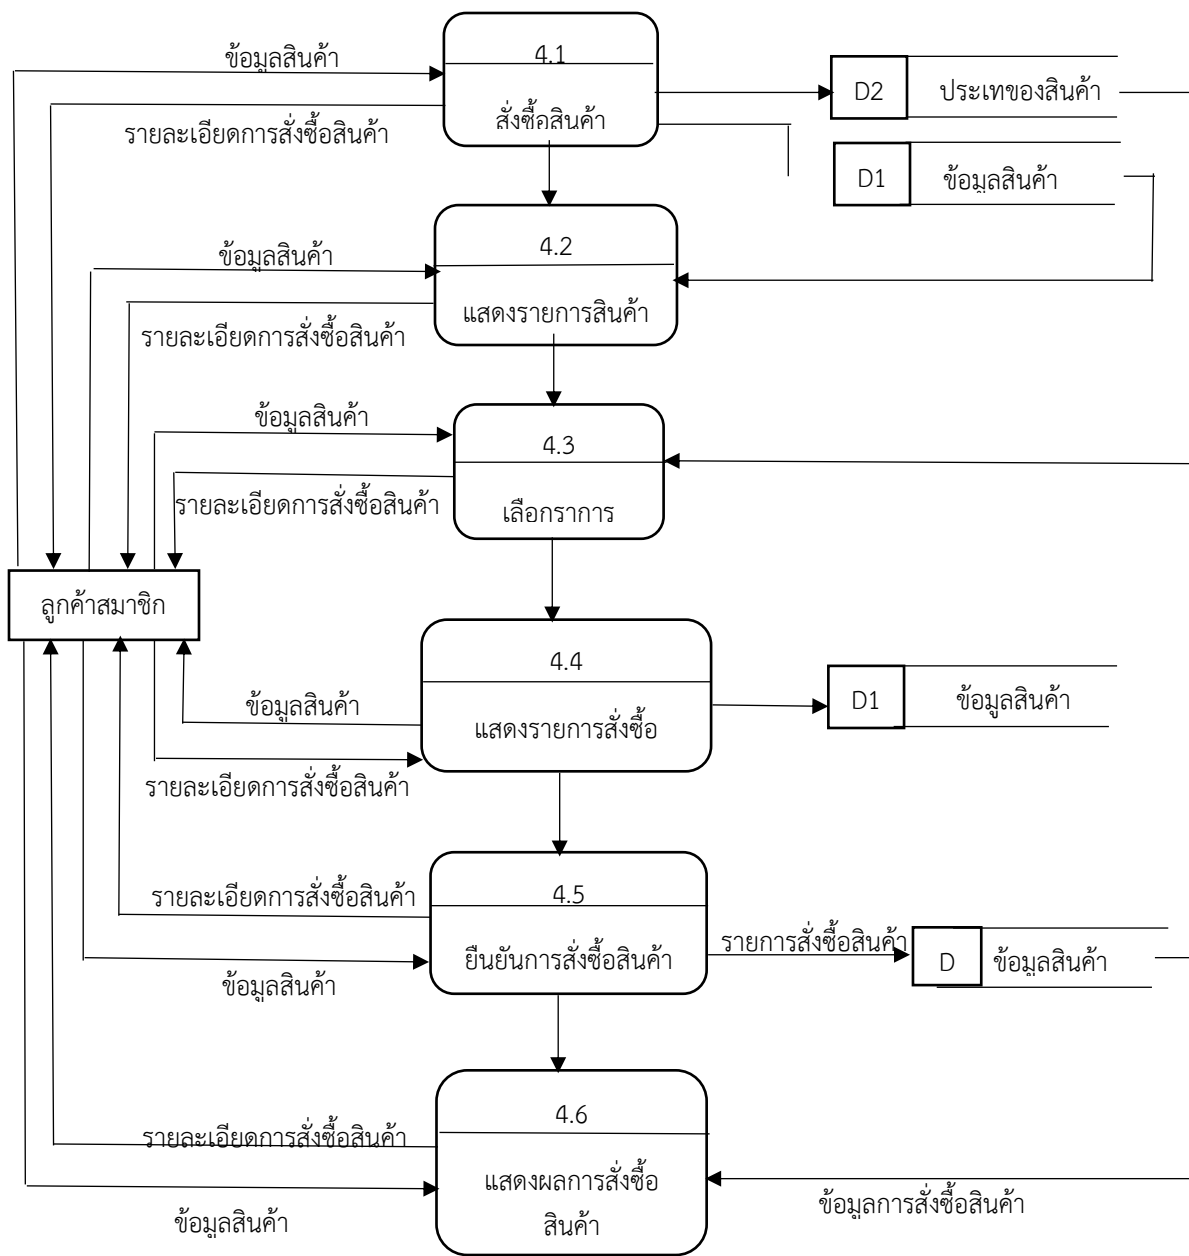 ข้อมูลสินค้า
4.1
สั่งซื้อสินค้า
D2
ประเทของสินค้า
รายละเอียดการสั่งซื้อสินค้า
D1
ข้อมูลสินค้า
ข้อมูลสินค้า
4.2
แสดงรายการสินค้า
รายละเอียดการสั่งซื้อสินค้า
ข้อมูลสินค้า
4.3
เลือกราการ
รายละเอียดการสั่งซื้อสินค้า
ลูกค้าสมาชิก
4.4
แสดงรายการสั่งซื้อ
D1
ข้อมูลสินค้า
ข้อมูลสินค้า
รายละเอียดการสั่งซื้อสินค้า
รายละเอียดการสั่งซื้อสินค้า
4.5
ยืนยันการสั่งซื้อสินค้า
รายการสั่งซื้อสินค้า
D
ข้อมูลสินค้า
ข้อมูลสินค้า
4.6
แสดงผลการสั่งซื้อ
สินค้า
รายละเอียดการสั่งซื้อสินค้า
ข้อมูลสินค้า
ข้อมูลการสั่งซื้อสินค้า